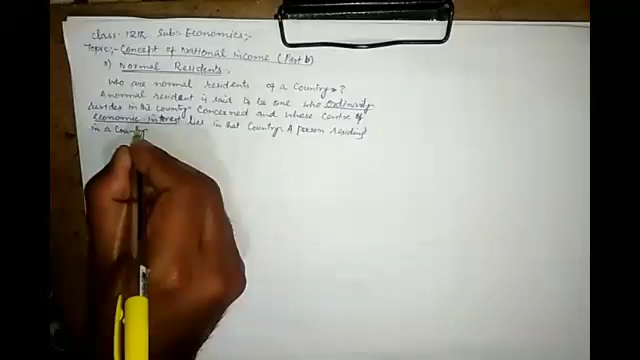 class:- 12th Sub:- Economics;-
Topic;- Concept of National income (Part b)
Normal Residents.
Who are normal residents of a Country?
A normal resident is said to be one who ordinary
resides in the Country Concerned and whose Centre of
economic interest lies in that Country. A person residing
in a Country